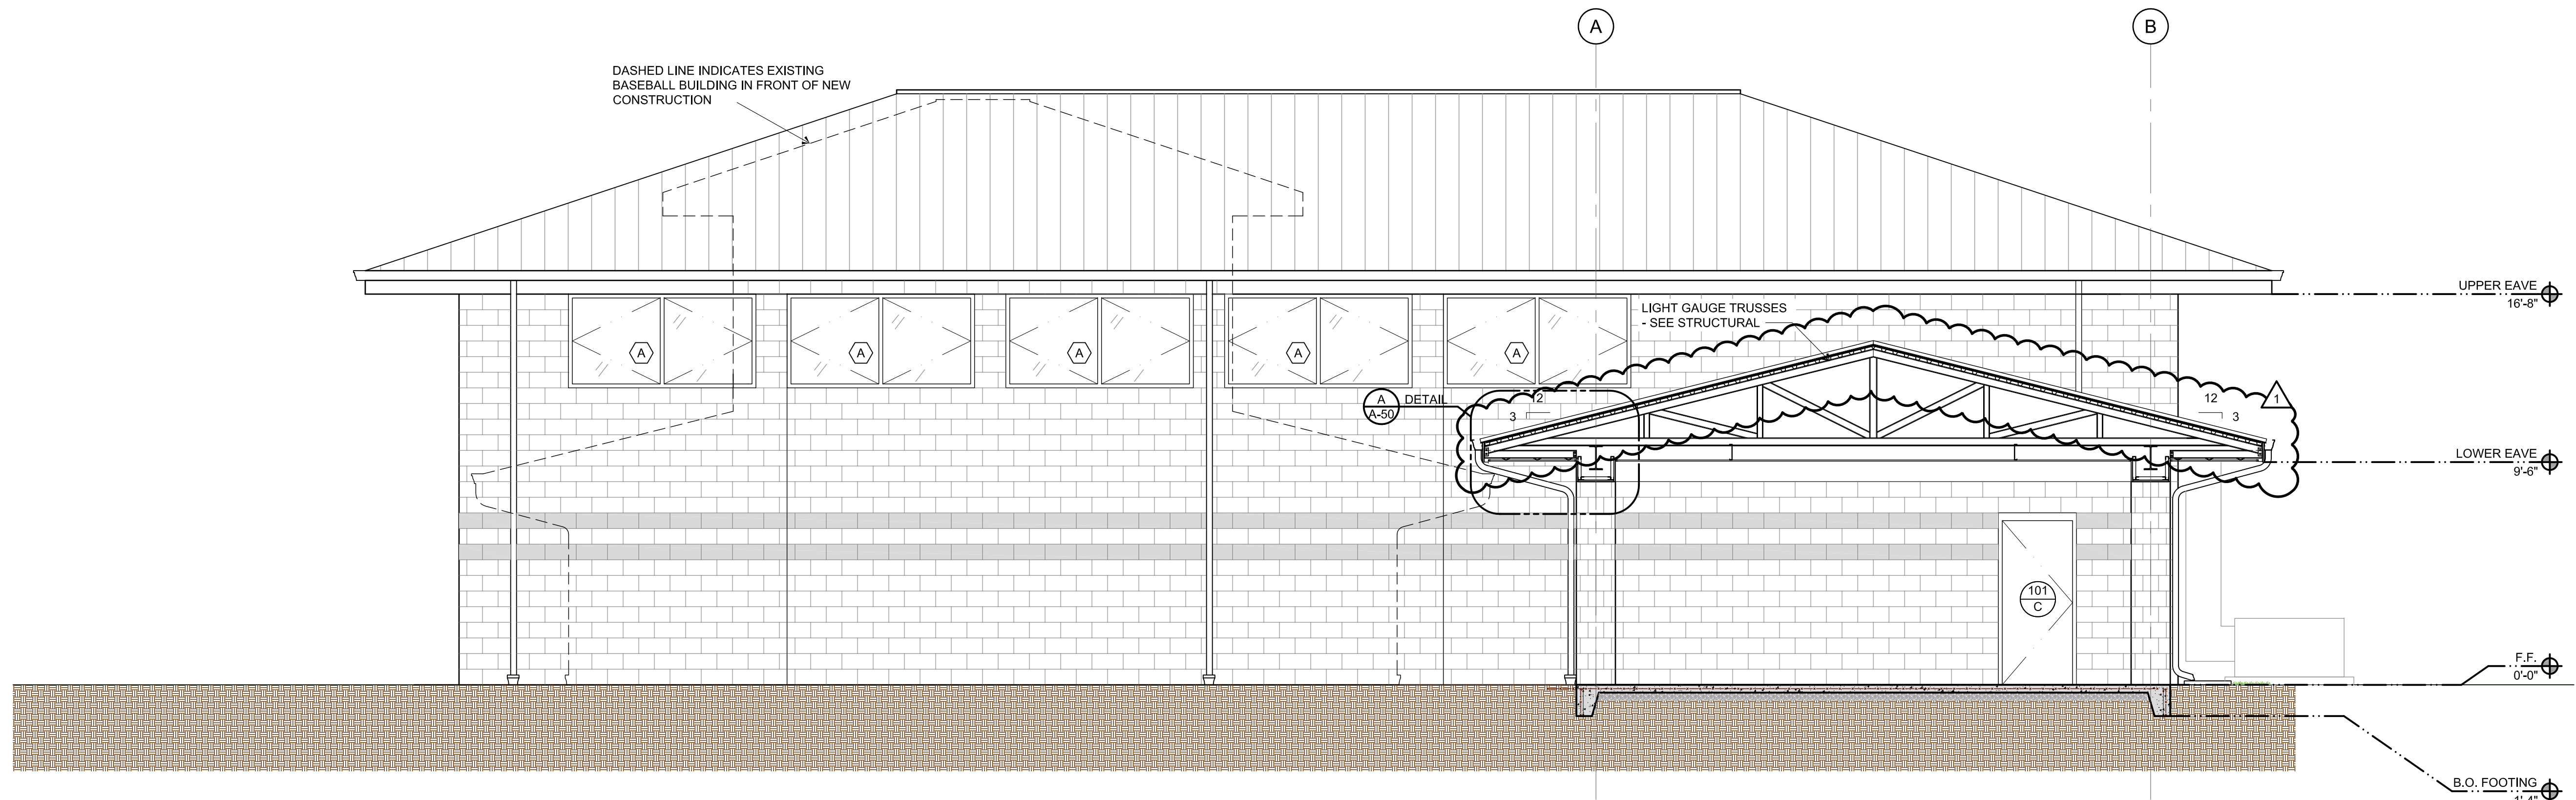 A
B
DASHED LINE INDICATES EXISTING
BASEBALL BUILDING IN FRONT OF NEW
CONSTRUCTION
UPPER EAVE
16'-8"
LIGHT GAUGE TRUSSES
- SEE STRUCTURAL
A
A
A
A
A
A
A-50
DETAIL
12
3
12
3
1
LOWER EAVE
9'-6"
101
C
F.F.
0'-0"
B.O. FOOTING